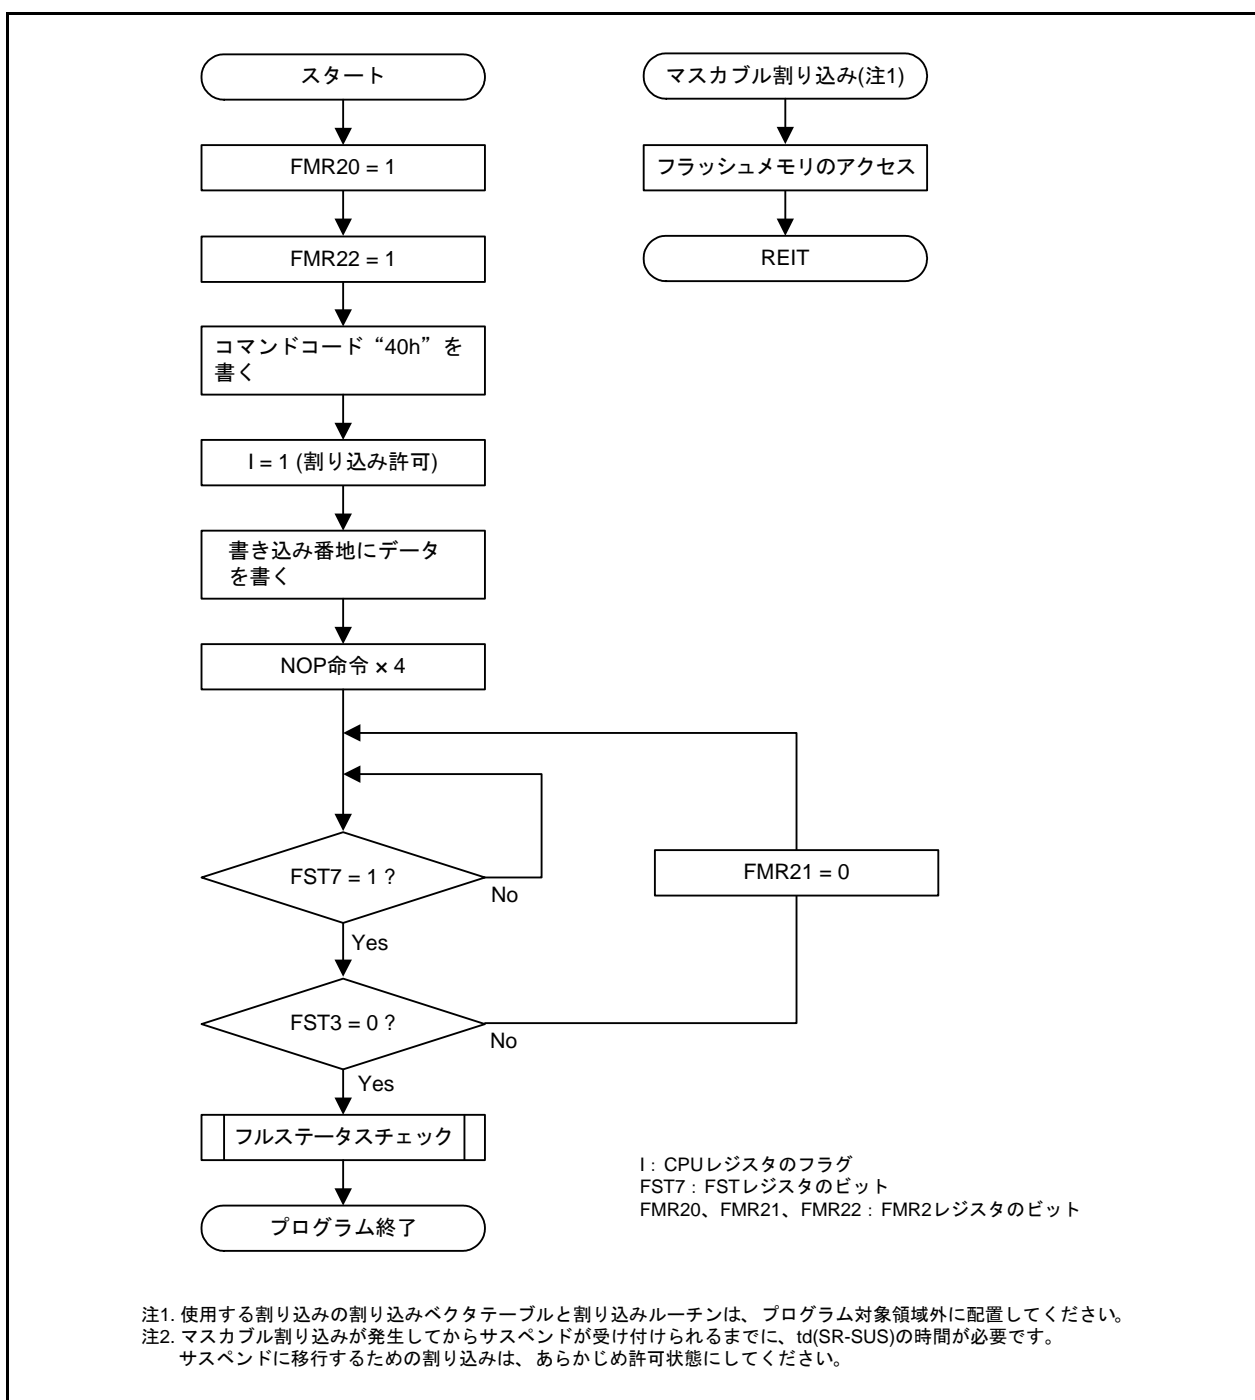 スタート
FMR20 = 1
FMR22 = 1
コマンドコード“40h”を
書く
I = 1 (割り込み許可)
書き込み番地にデータ
を書く
NOP命令 × 4
FST7 = 1 ?
No
Yes
FST3 = 0 ?
No
Yes
フルステータスチェック
プログラム終了
マスカブル割り込み(注1)
フラッシュメモリのアクセス
REIT
FMR21 = 0
I : CPUレジスタのフラグ
FST7 : FSTレジスタのビット
FMR20、FMR21、FMR22 : FMR2レジスタのビット
注1. 使用する割り込みの割り込みベクタテーブルと割り込みルーチンは、プログラム対象領域外に配置してください。
注2. マスカブル割り込みが発生してからサスペンドが受け付けられるまでに、td(SR-SUS)の時間が必要です。
サスペンドに移行するための割り込みは、あらかじめ許可状態にしてください。